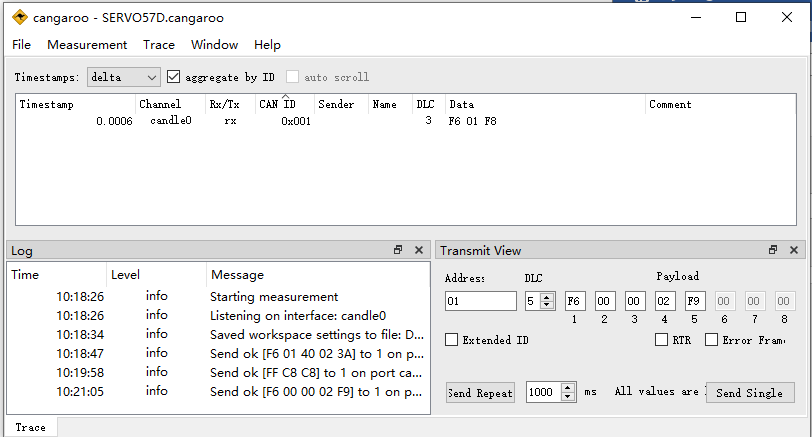 cangaroo - SERVO57D.cangaroo
File Measurement Trace Window Help
Timestamps: delta aggregate by ID auto scroll
Timestamp Channel Rx/Tx CAN ID Sender Name DLC Data Comment
0.0006 candle0 rx 0x001 3 F6 01 F8
Log
Time Level Message
10:18:26 info Starting measurement
10:18:26 info Listening on interface: candle0
10:18:34 info Saved workspace settings to file: D...
10:18:47 info Send ok [F6 01 40 02 3A] to 1 on p...
10:19:58 info Send ok [FF C8 C8] to 1 on port ca...
10:21:05 info Send ok [F6 00 00 02 F9] to 1 on p...
Transmit View
Addres: DLC Payload
01 5 F6 00 00 02 F9 00 00 00
1 2 3 4 5 6 7 8
Extended ID RTR Error Fram
Send Repeat 1000 ms All values are Send Single
Trace